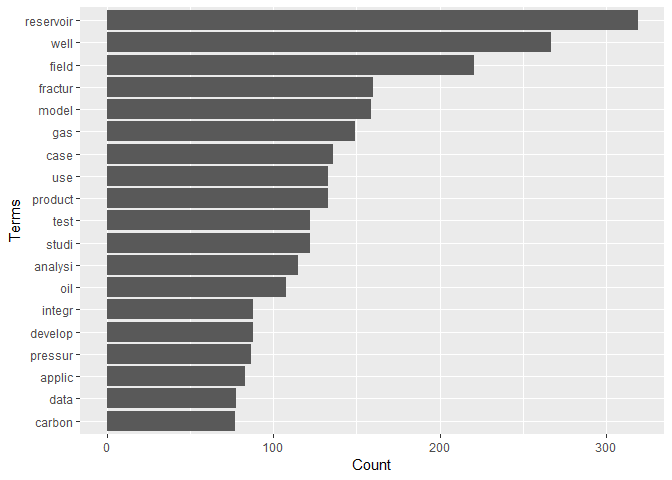 reservoir
well
field
fractur
model
gas
case
use
product
test
studi
analysi
oil
integr
develop
pressur
applic
data
carbon
Terms
0 100 200 300
Count